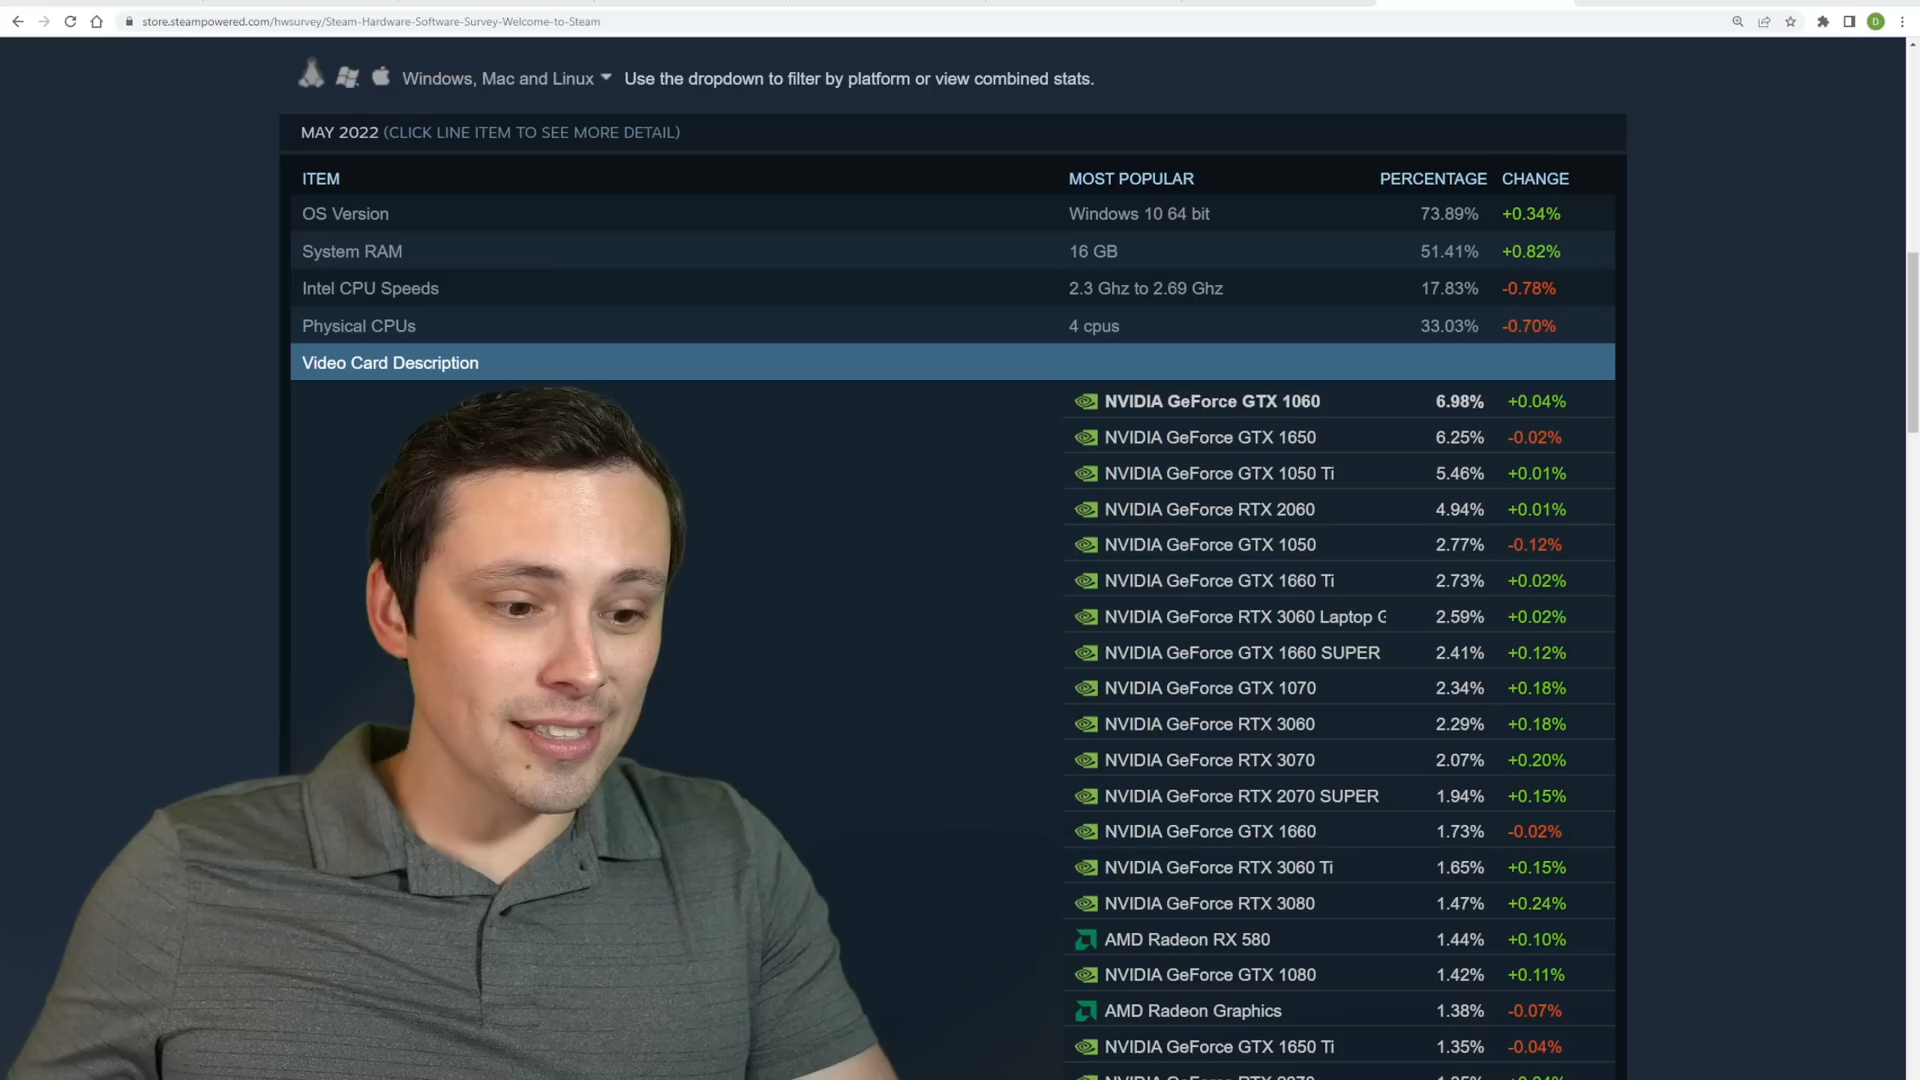 store.steampowered.com/hwsurvey/Steam-Hardware-Software-Survey-Welcome-to-Steam
D
Windows, Mac and Linux Use the dropdown to filter by platform or view combined stats.
MAY 2022 (CLICK LINE ITEM TO SEE MORE DETAIL)
ITEM MOST POPULAR PERCENTAGE CHANGE
OS Version Windows 10 64 bit 73.89% +0.34%
System RAM 16 GB 51.41% +0.82%
Intel CPU Speeds 2.3 Ghz to 2.69 Ghz 17.83% -0.78%
Physical CPUs 4 cpus 33.03% -0.70%
Video Card Description
NVIDIA GeForce GTX 1060 6.98% +0.04%
NVIDIA GeForce GTX 1650 6.25% -0.02%
NVIDIA GeForce GTX 1050 Ti 5.46% +0.01%
NVIDIA GeForce RTX 2060 4.94% +0.01%
NVIDIA GeForce GTX 1050 2.77% -0.12%
NVIDIA GeForce GTX 1660 Ti 2.73% +0.02%
NVIDIA GeForce RTX 3060 Laptop G 2.59% +0.02%
NVIDIA GeForce GTX 1660 SUPER 2.41% +0.12%
NVIDIA GeForce GTX 1070 2.34% +0.18%
NVIDIA GeForce RTX 3060 2.29% +0.18%
NVIDIA GeForce RTX 3070 2.07% +0.20%
NVIDIA GeForce RTX 2070 SUPER 1.94% +0.15%
NVIDIA GeForce GTX 1660 1.73% -0.02%
NVIDIA GeForce RTX 3060 Ti 1.65% +0.15%
NVIDIA GeForce RTX 3080 1.47% +0.24%
AMD Radeon RX 580 1.44% +0.10%
NVIDIA GeForce GTX 1080 1.42% +0.11%
AMD Radeon Graphics 1.38% -0.07%
NVIDIA GeForce GTX 1650 Ti 1.35% -0.04%